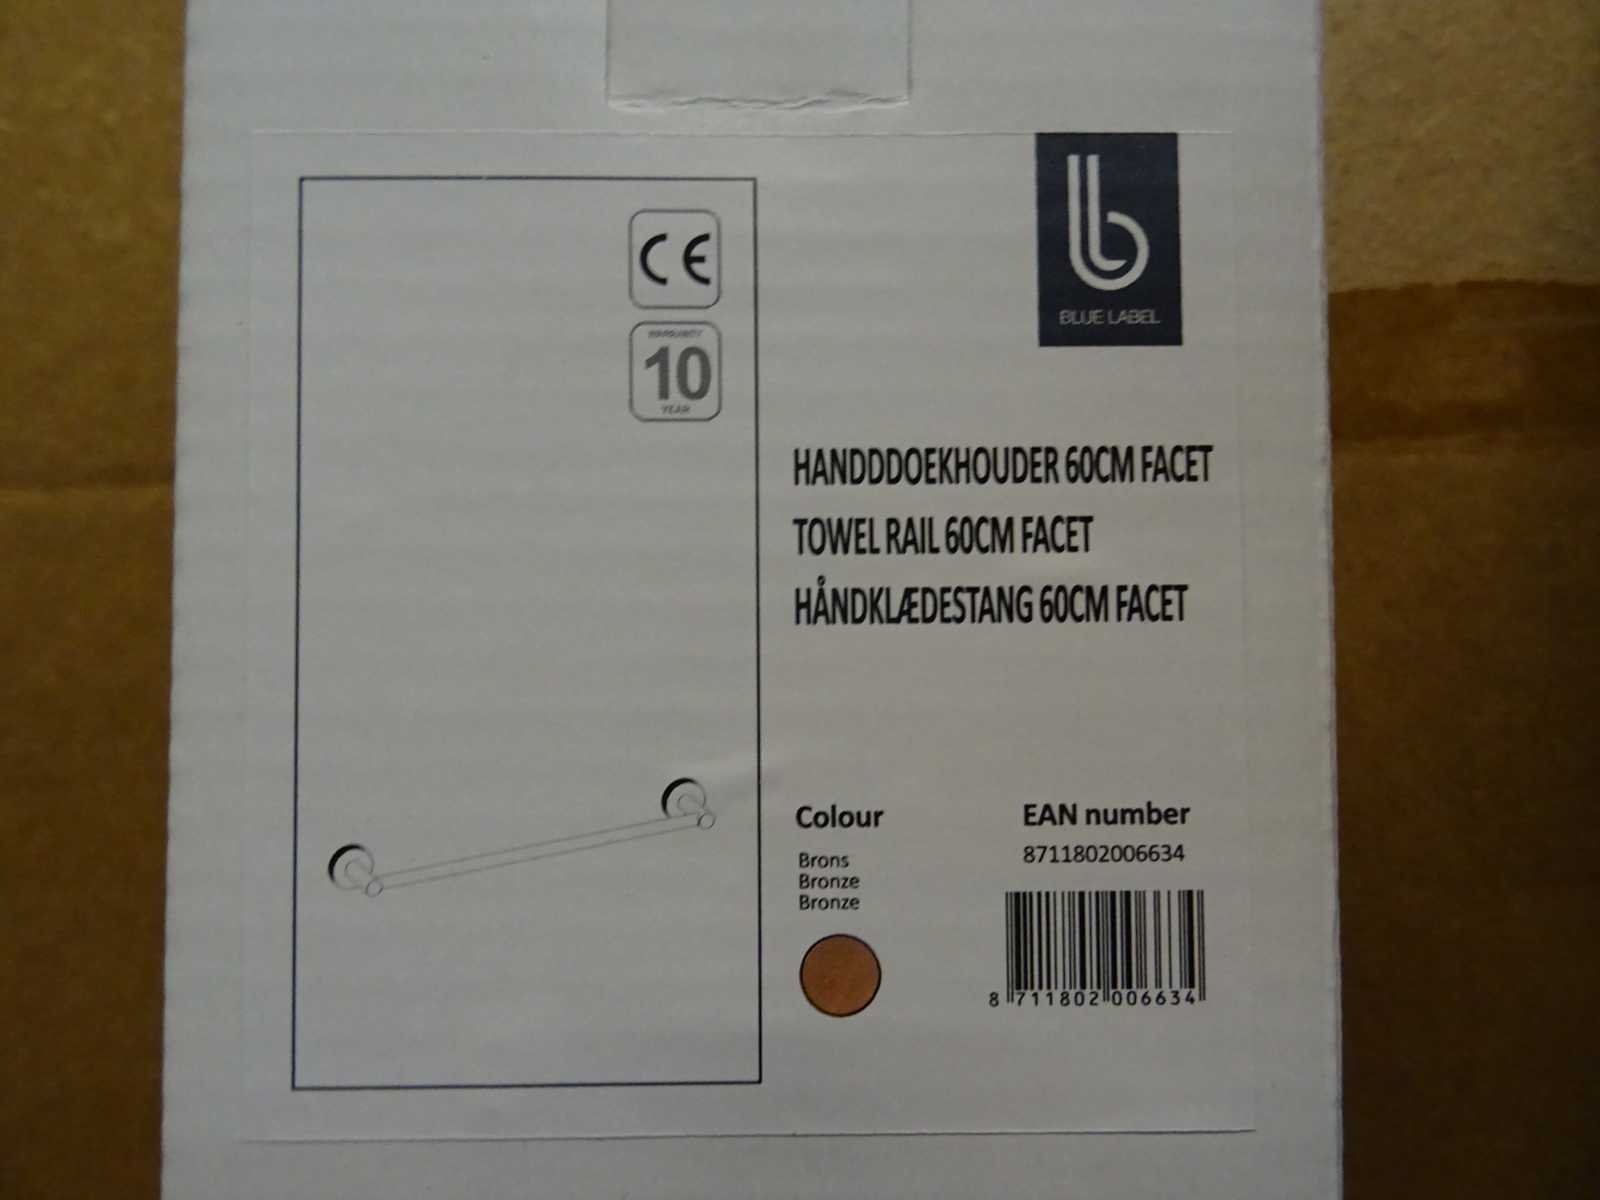 CE
WARRANTY
10
YEAR
BLUE LABEL
HANDDDOEKHOUDER 60CM FACET
TOWEL RAIL 60CM FACET
HÅNDKLÆDESTANG 60CM FACET
Colour
Brons
Bronze
Bronze
EAN number
8711802006634
8 711802 006634